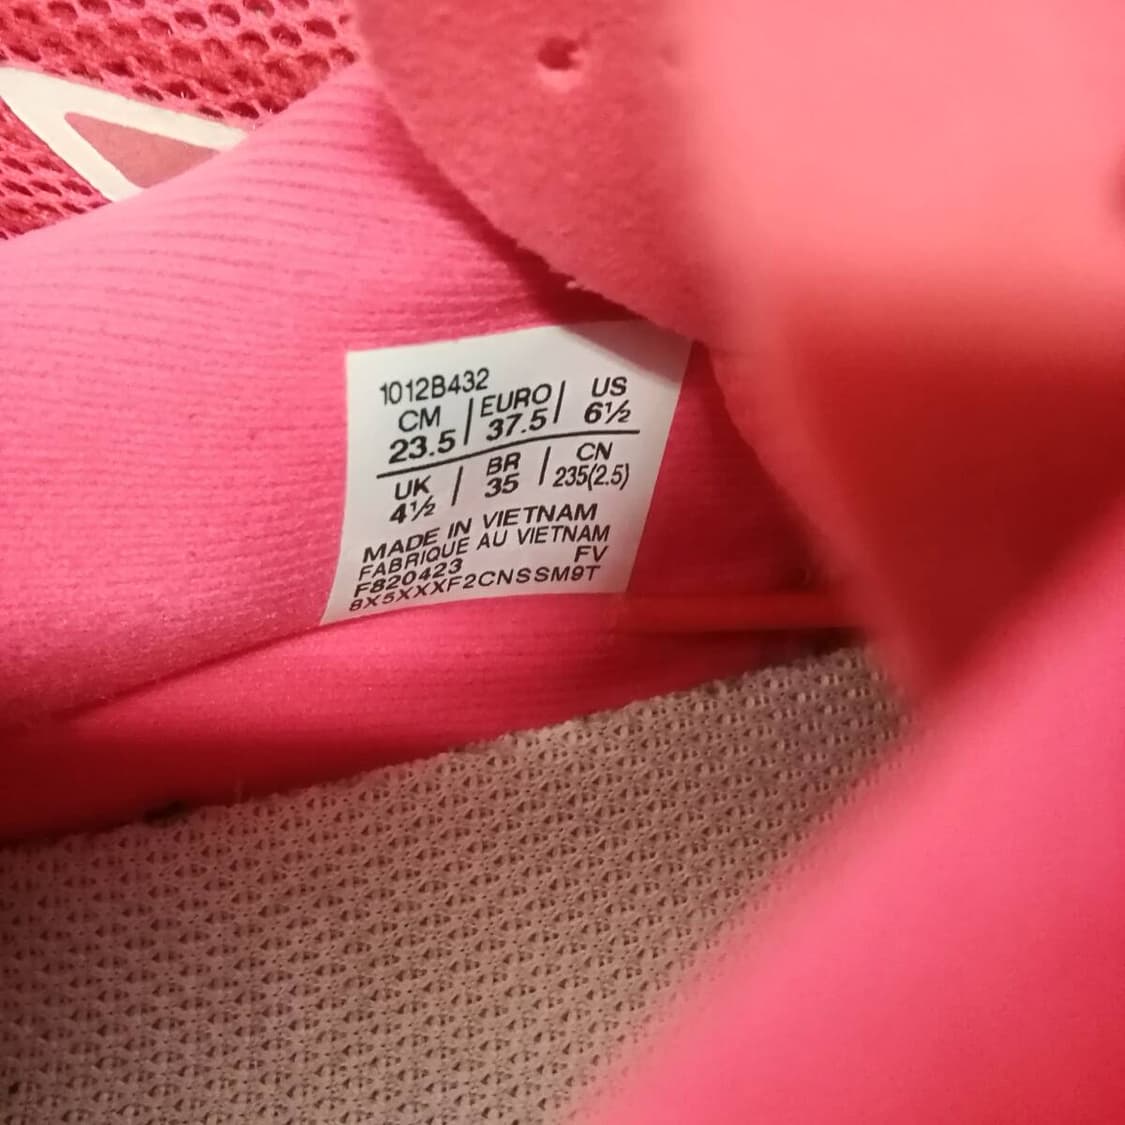 1012B432
CM | EURO | US
23.5 | 37.5 | 6½
UK | BR | CN
4½ | 35 | 235(2.5)
MADE IN VIETNAM
FABRIQUE AU VIETNAM
F820423 FV
8X5XXXF2CNSSM9T